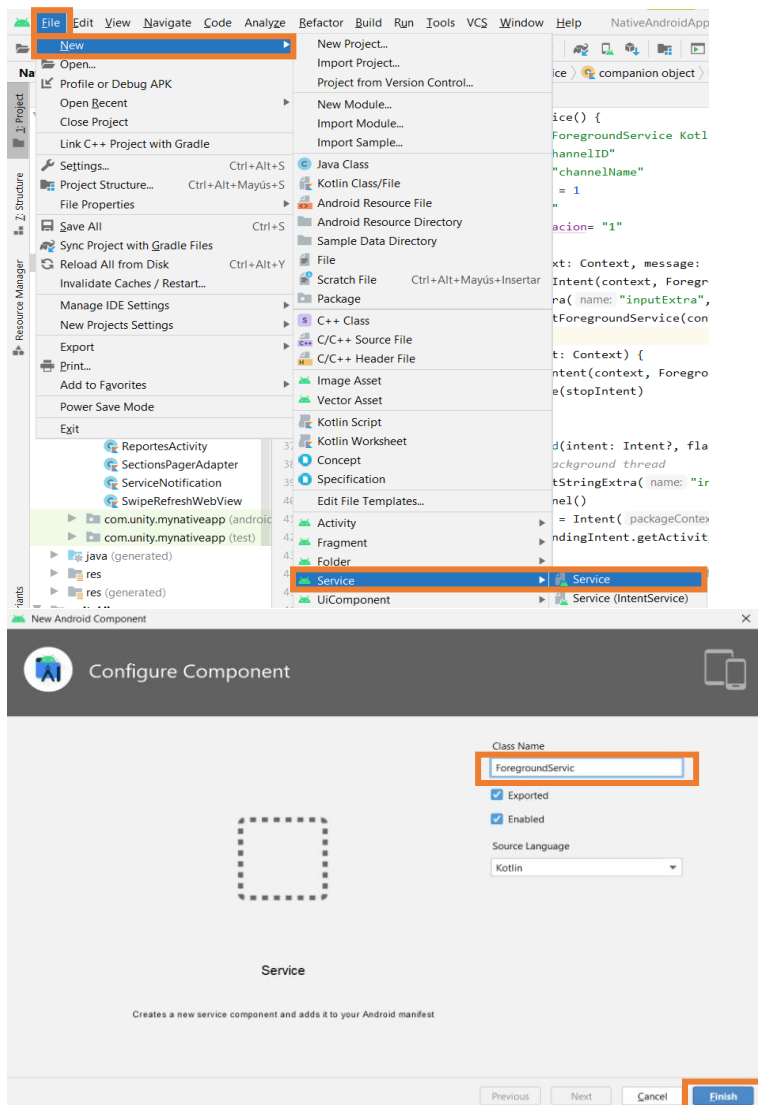 File Edit View Navigate Code Analyze Refactor Build Run Tools VCS Window Help NativeAndroidApp
New
Open...
Profile or Debug APK
Open Recent
Close Project
Link C++ Project with Gradle
Settings... Ctrl+Alt+S
Project Structure... Ctrl+Alt+Mayús+S
File Properties
Save All Ctrl+S
Sync Project with Gradle Files
Reload All from Disk Ctrl+Alt+Y
Invalidate Caches / Restart...
Manage IDE Settings
New Projects Settings
Export
Print...
Add to Favorites
Power Save Mode
Exit
New Project...
Import Project...
Project from Version Control...
New Module...
Import Module...
Import Sample...
Java Class
Kotlin Class/File
Android Resource File
Android Resource Directory
Sample Data Directory
File
Scratch File Ctrl+Alt+Mayús+Insertar
Package
C++ Class
C/C++ Source File
C/C++ Header File
Image Asset
Vector Asset
Kotlin Script
Kotlin Worksheet
Concept
Specification
Edit File Templates...
Activity
Fragment
Folder
Service
UiComponent
Service
Service (IntentService)
Na
1: Project
Z: Structure
Resource Manager
riants
ReportesActivity
SectionsPagerAdapter
ServiceNotification
SwipeRefreshWebView
com.unity.mynativeapp (androic
com.unity.mynativeapp (test)
java (generated)
res
res (generated)
ice companion object
ice() {
ForegroundService Kotl
hannelID"
"channelName"
= 1
"
acion= "1"
xt: Context, message:
Intent(context, Foregr
ra( name: "inputExtra",
tForegroundService(con
t: Context) {
ntent(context, Forego
e(stopIntent)
d(intent: Intent?, fla
ackground thread
tStringExtra( name: "ir
nel()
= Intent( packageContex
ndingIntent.getActivit
New Android Component
Configure Component
Class Name
ForegroundServic
Exported
Enabled
Source Language
Kotlin
Service
Creates a new service component and adds it to your Android manifest
Previous Next Cancel Finish